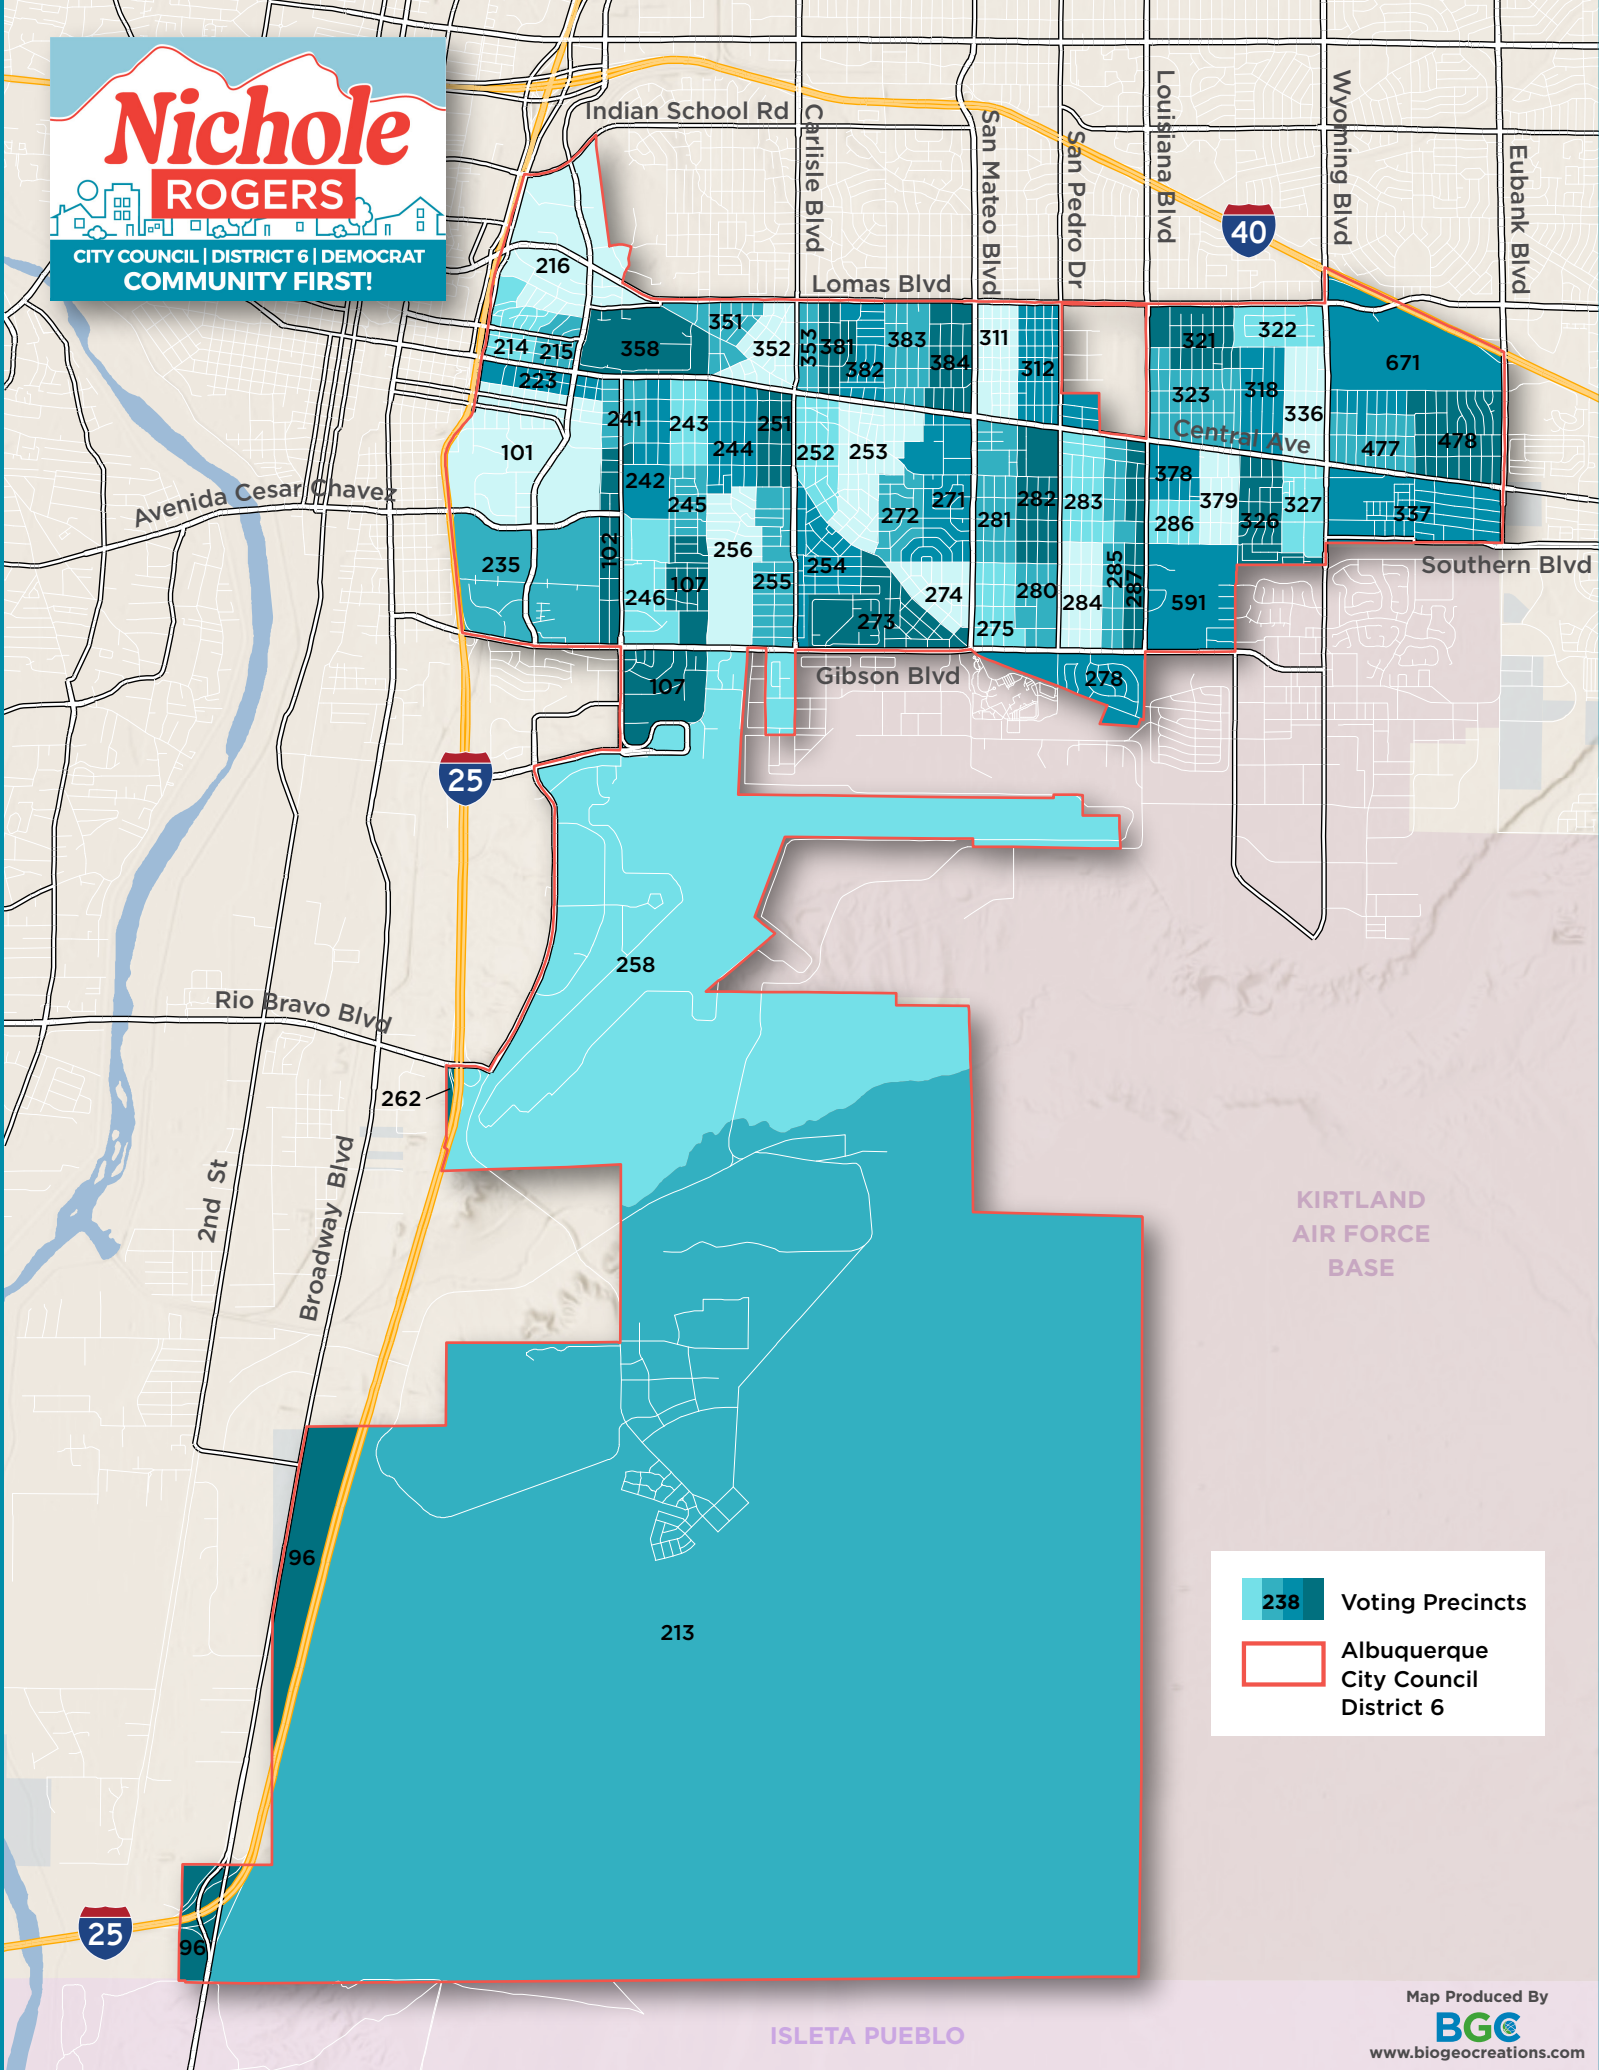 Nichole
ROGERS
CITY COUNCIL | DISTRICT 6 | DEMOCRAT
COMMUNITY FIRST!
Indian School Rd
Carlisle Blvd
San Mateo Blvd
San Pedro Dr
Louisiana Blvd
Wyoming Blvd
Eubank Blvd
40
Lomas Blvd
216
214
215
223
358
351
352
353
381
382
383
384
311
312
321
322
323
318
336
671
477
478
Central Ave
101
241
243
244
251
252
253
242
245
256
271
272
281
282
283
378
379
286
326
327
337
Avenida Cesar Chavez
235
102
246
107
255
254
273
274
275
280
284
285
287
591
Southern Blvd
107
Gibson Blvd
278
25
258
Rio Bravo Blvd
262
2nd St
Broadway Blvd
KIRTLAND
AIR FORCE
BASE
96
213
238
Voting Precincts
Albuquerque
City Council
District 6
25
96
ISLETA PUEBLO
Map Produced By
BGC
www.biogeocreations.com